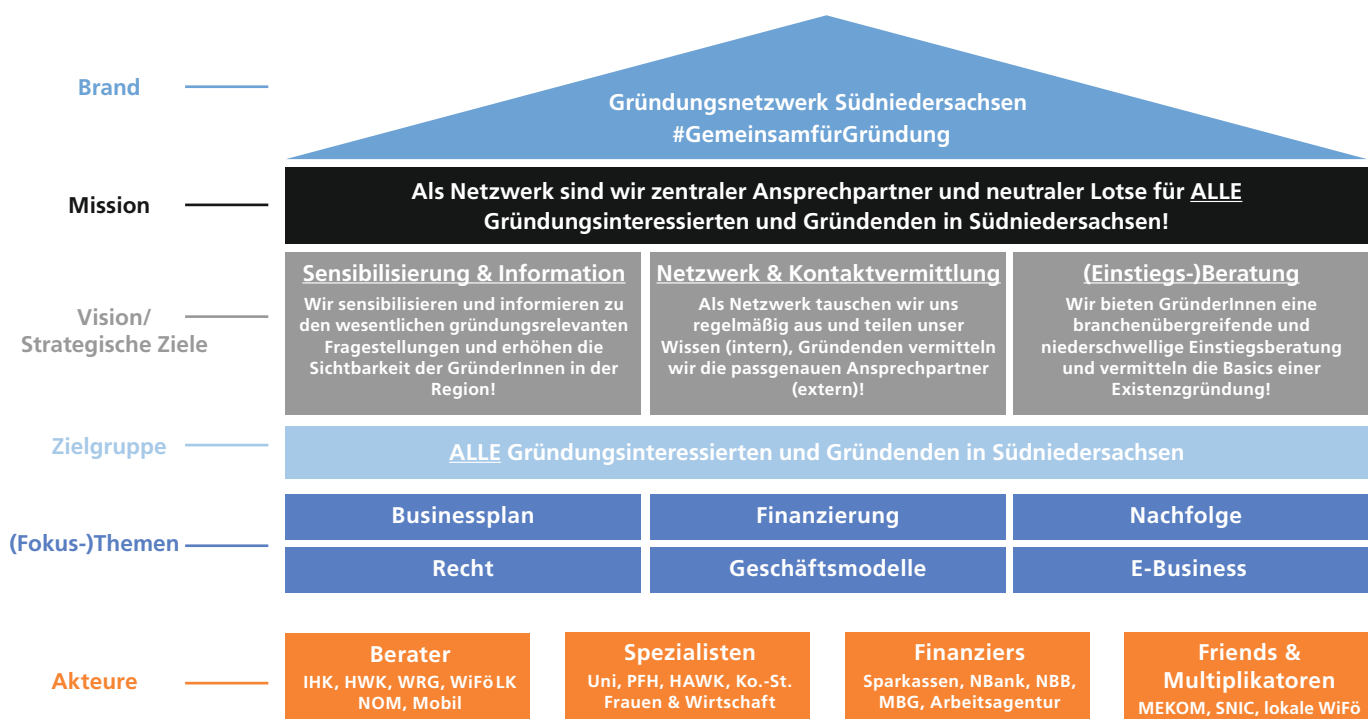 Brand
Gründungsnetzwerk Südniedersachsen
#GemeinsamfürGründung
Mission
Als Netzwerk sind wir zentraler Ansprechpartner und neutraler Lotse für ALLE
Gründungsinteressierten und Gründenden in Südniedersachsen!
Vision/
Strategische Ziele
Sensibilisierung & Information
Wir sensibilisieren und informieren zu
den wesentlichen gründungsrelevanten
Fragestellungen und erhöhen die
Sichtbarkeit der GründerInnen in der
Region!
Netzwerk & Kontaktvermittlung
Als Netzwerk tauschen wir uns
regelmäßig aus und teilen unser
Wissen (intern), Gründenden vermitteln
wir die passgenauen Ansprechpartner
(extern)!
(Einstiegs-)Beratung
Wir bieten GründerInnen eine
branchenübergreifende und
niederschwellige Einstiegsberatung
und vermitteln die Basics einer
Existenzgründung!
Zielgruppe
ALLE Gründungsinteressierten und Gründenden in Südniedersachsen
(Fokus-)Themen
Businessplan
Finanzierung
Nachfolge
Recht
Geschäftsmodelle
E-Business
Akteure
Berater
IHK, HWK, WRG, WiFöLK
NOM, Mobil
Spezialisten
Uni, PFH, HAWK, Ko.-St.
Frauen & Wirtschaft
Finanziers
Sparkassen, NBank, NBB,
MBG, Arbeitsagentur
Friends &
Multiplikatoren
MEKOM, SNIC, lokale WiFö